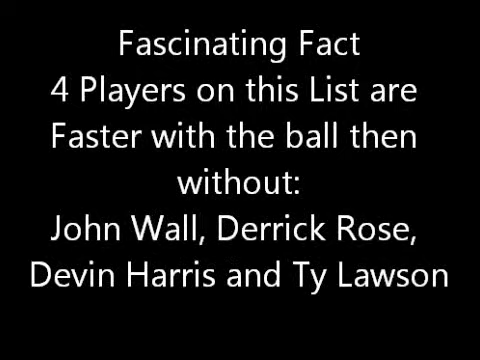 Fascinating Fact
4 Players on this List are
Faster with the ball then
without:
John Wall, Derrick Rose,
Devin Harris and Ty Lawson